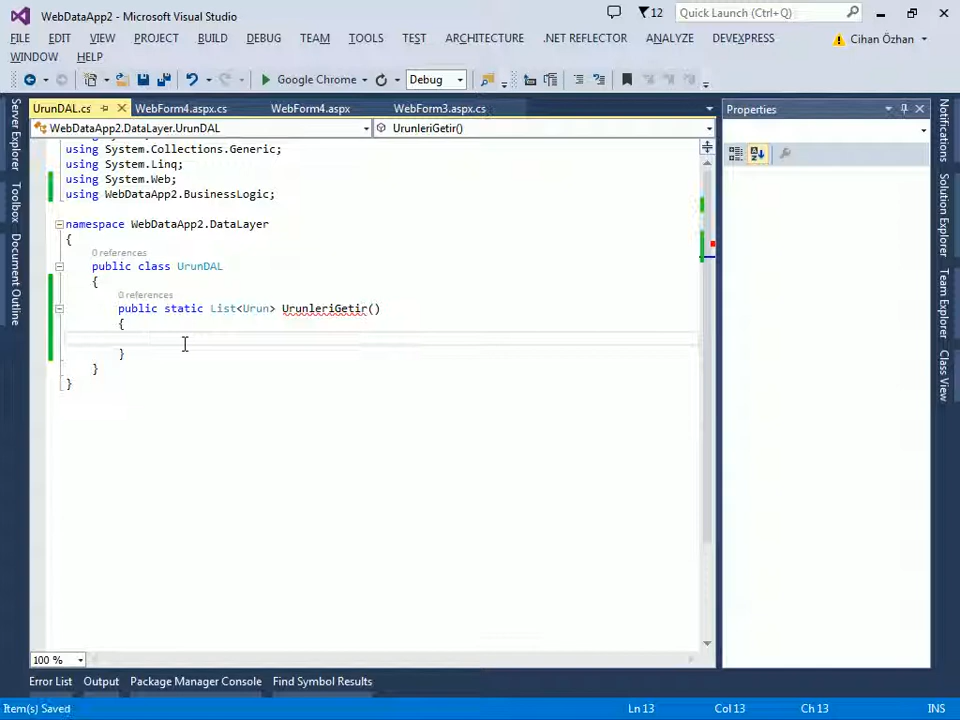 WebDataApp2 - Microsoft Visual Studio
12
Quick Launch (Ctrl+Q)
FILE EDIT VIEW PROJECT BUILD DEBUG TEAM TOOLS TEST ARCHITECTURE .NET REFLECTOR ANALYZE DEVEXPRESS
Cihan Özhan
WINDOW HELP
Google Chrome
Debug
UrunDAL.cs
WebForm4.aspx.cs
WebForm4.aspx
WebForm3.aspx.cs
Properties
WebDataApp2.DataLayer.UrunDAL
UrunleriGetir()
using System.Collections.Generic;
using System.Linq;
using System.Web;
using WebDataApp2.BusinessLogic;
namespace WebDataApp2.DataLayer
{
0 references
public class UrunDAL
{
0 references
public static List<Urun> UrunleriGetir()
{
}
}
}
Server Explorer
Toolbox
Document Outline
Notifications
Solution Explorer
Team Explorer
Class View
100 %
Error List Output Package Manager Console Find Symbol Results
Item(s) Saved
Ln 13
Col 13
Ch 13
INS